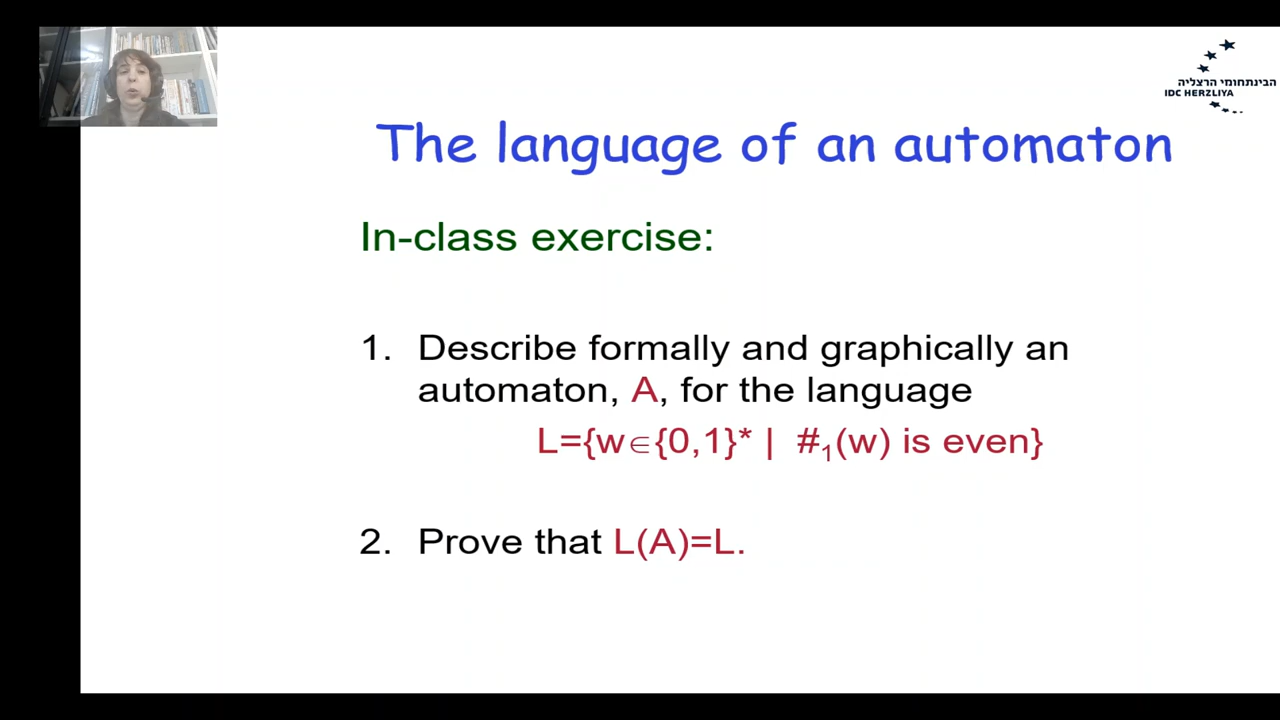 הבינתחומי הרצליה
IDC HERZLIYA
The language of an automaton
In-class exercise:
1. Describe formally and graphically an
automaton, A, for the language
L={w∈{0,1}* | #₁(w) is even}
2. Prove that L(A)=L.